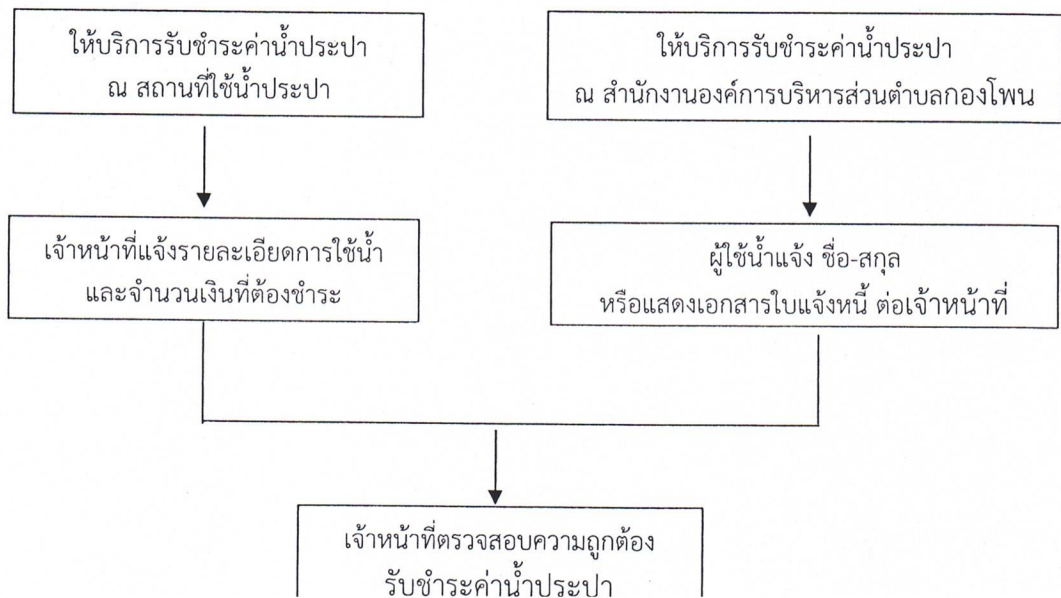 ให้บริการรับชำระค่าน้ำประปา
ณ สถานที่ใช้น้ำประปา
ให้บริการรับชำระค่าน้ำประปา
ณ สำนักงานองค์การบริหารส่วนตำบลกองโพน
เจ้าหน้าที่แจ้งรายละเอียดการใช้น้ำ
และจำนวนเงินที่ต้องชำระ
ผู้ใช้น้ำแจ้ง ชื่อ-สกุล
หรือแสดงเอกสารใบแจ้งหนี้ ต่อเจ้าหน้าที่
เจ้าหน้าที่ตรวจสอบความถูกต้อง
รับชำระค่าน้ำประปา